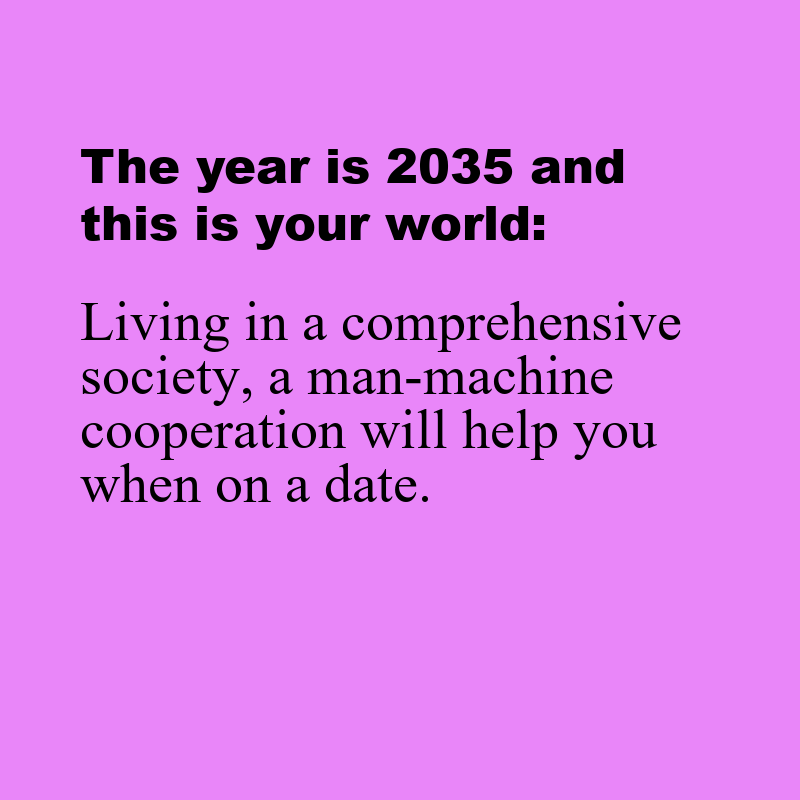 The year is 2035 and
this is your world:
Living in a comprehensive
society, a man-machine
cooperation will help you
when on a date.